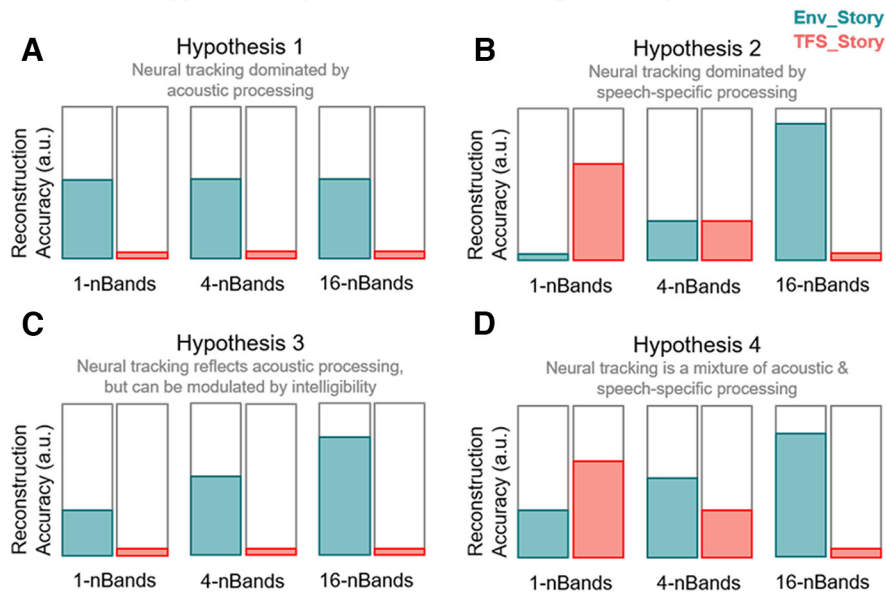 Env_Story
TFS_Story
A
Hypothesis 1
Neural tracking dominated by
acoustic processing
Reconstruction
Accuracy (a.u.)
1-nBands 4-nBands 16-nBands
B
Hypothesis 2
Neural tracking dominated by
speech-specific processing
Reconstruction
Accuracy (a.u.)
1-nBands 4-nBands 16-nBands
C
Hypothesis 3
Neural tracking reflects acoustic processing,
but can be modulated by intelligibility
Reconstruction
Accuracy (a.u.)
1-nBands 4-nBands 16-nBands
D
Hypothesis 4
Neural tracking is a mixture of acoustic &
speech-specific processing
Reconstruction
Accuracy (a.u.)
1-nBands 4-nBands 16-nBands